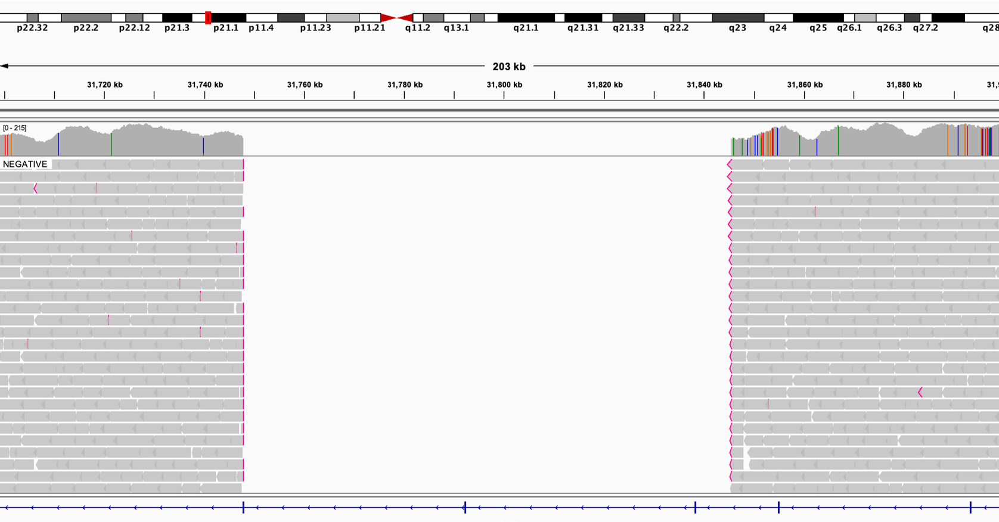 p22.32 p22.2 p22.12 p21.3 p21.1 p11.4 p11.23 p11.21 q11.2 q13.1 q21.1 q21.31 q21.33 q22.2 q23 q24 q25 q26.1 q26.3 q27.2 q28
203 kb
31,720 kb 31,740 kb 31,760 kb 31,780 kb 31,800 kb 31,820 kb 31,840 kb 31,860 kb 31,880 kb 31,
[0 - 215]
NEGATIVE